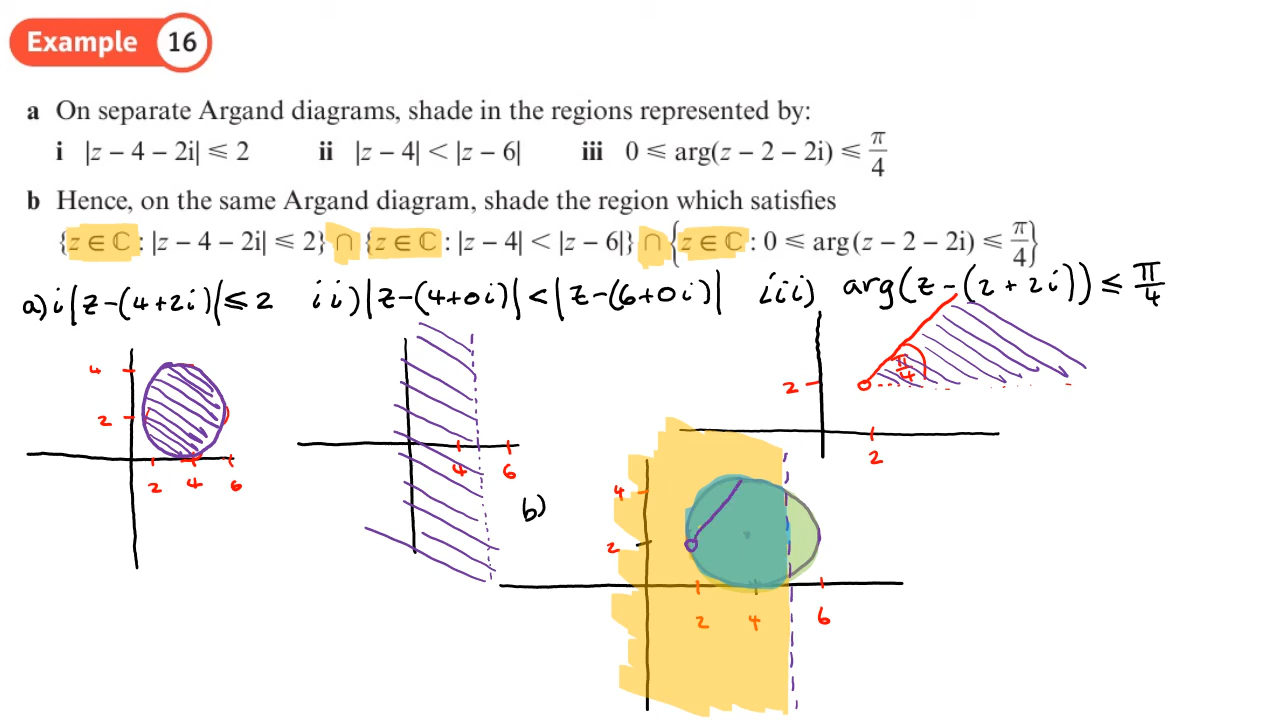 Example 16
a On separate Argand diagrams, shade in the regions represented by:
i |z − 4 − 2i| ⩽ 2 ii |z − 4| < |z − 6| iii 0 ⩽ arg(z − 2 − 2i) ⩽ π/4
b Hence, on the same Argand diagram, shade the region which satisfies
{z ∈ ℂ : |z − 4 − 2i| ⩽ 2} ∩ {z ∈ ℂ : |z − 4| < |z − 6|} ∩ {z ∈ ℂ : 0 ⩽ arg(z − 2 − 2i) ⩽ π/4}
a) i |z-(4+2i)| ≤ 2 ii) |z-(4+0i)| < |z-(6+0i)| iii) arg(z-(2+2i)) ≤ π/4
4
2
2 4 6
4 6
π/4
2
2
b)
4
2
2 4 6